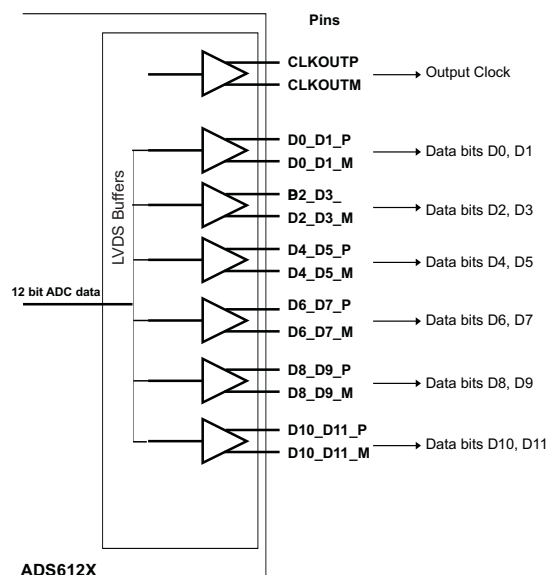 Pins
CLKOUTP
CLKOUTM
Output Clock
D0_D1_P
D0_D1_M
Data bits D0, D1
D2_D3_
D2_D3_M
Data bits D2, D3
D4_D5_P
D4_D5_M
Data bits D4, D5
12 bit ADC data
LVDS Buffers
D6_D7_P
D6_D7_M
Data bits D6, D7
D8_D9_P
D8_D9_M
Data bits D8, D9
D10_D11_P
D10_D11_M
Data bits D10, D11
ADS612X